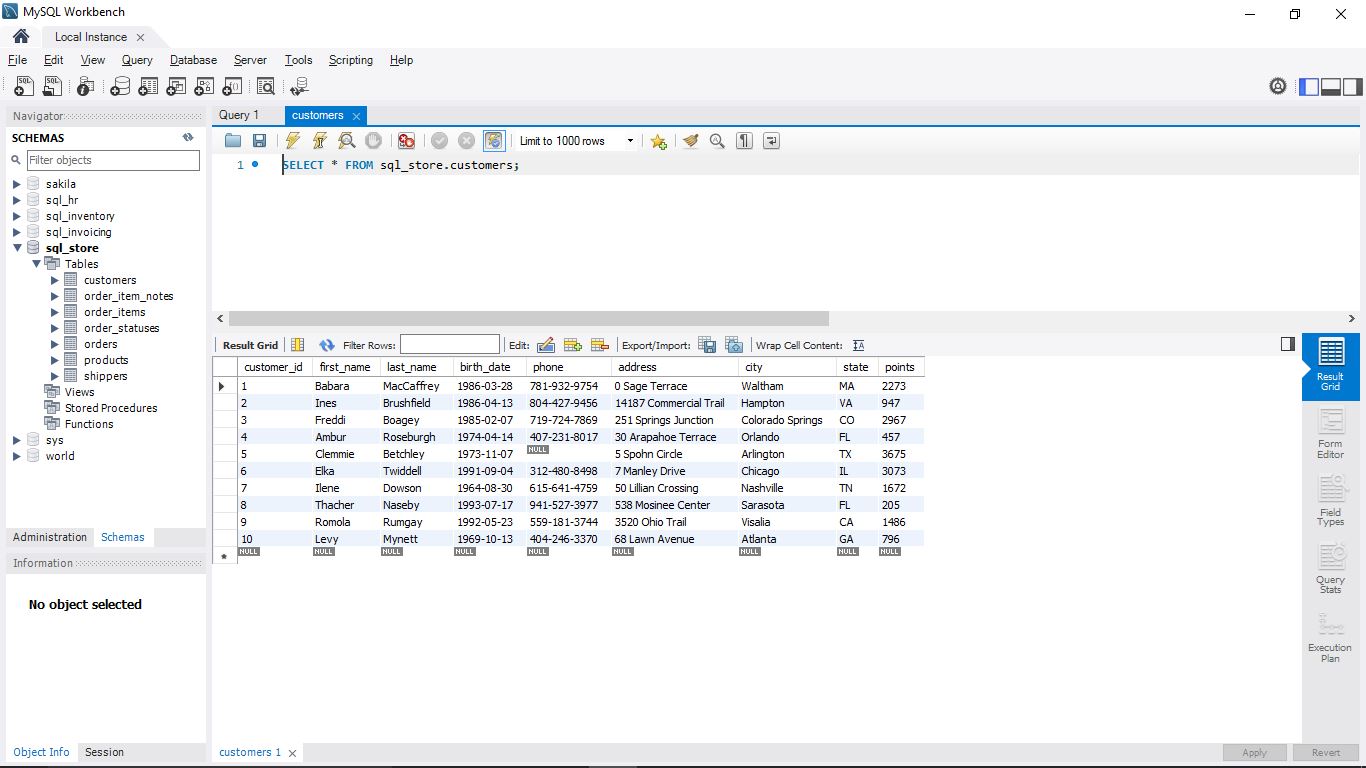 MySQL Workbench
Local Instance
File Edit View Query Database Server Tools Scripting Help
Navigator
SCHEMAS
Filter objects
sakila
sql_hr
sql_inventory
sql_invoicing
sql_store
Tables
customers
order_item_notes
order_items
order_statuses
orders
products
shippers
Views
Stored Procedures
Functions
sys
world
Administration Schemas
Information
No object selected
Object Info Session
Query 1 customers
Limit to 1000 rows
1 SELECT * FROM sql_store.customers;
Result Grid Filter Rows: Edit: Export/Import: Wrap Cell Content:
customer_id first_name last_name birth_date phone address city state points
1 Babara MacCaffrey 1986-03-28 781-932-9754 0 Sage Terrace Waltham MA 2273
2 Ines Brushfield 1986-04-13 804-427-9456 14187 Commercial Trail Hampton VA 947
3 Freddi Boagey 1985-02-07 719-724-7869 251 Springs Junction Colorado Springs CO 2967
4 Ambur Roseburgh 1974-04-14 407-231-8017 30 Arapahoe Terrace Orlando FL 457
5 Clemmie Betchley 1973-11-07 NULL 5 Spohn Circle Arlington TX 3675
6 Elka Twiddell 1991-09-04 312-480-8498 7 Manley Drive Chicago IL 3073
7 Ilene Dowson 1964-08-30 615-641-4759 50 Lillian Crossing Nashville TN 1672
8 Thacher Naseby 1993-07-17 941-527-3977 538 Mosinee Center Sarasota FL 205
9 Romola Rumgay 1992-05-23 559-181-3744 3520 Ohio Trail Visalia CA 1486
10 Levy Mynett 1969-10-13 404-246-3370 68 Lawn Avenue Atlanta GA 796
NULL NULL NULL NULL NULL NULL NULL NULL NULL
Result
Grid
Form
Editor
Field
Types
Query
Stats
Execution
Plan
customers 1
Apply Revert